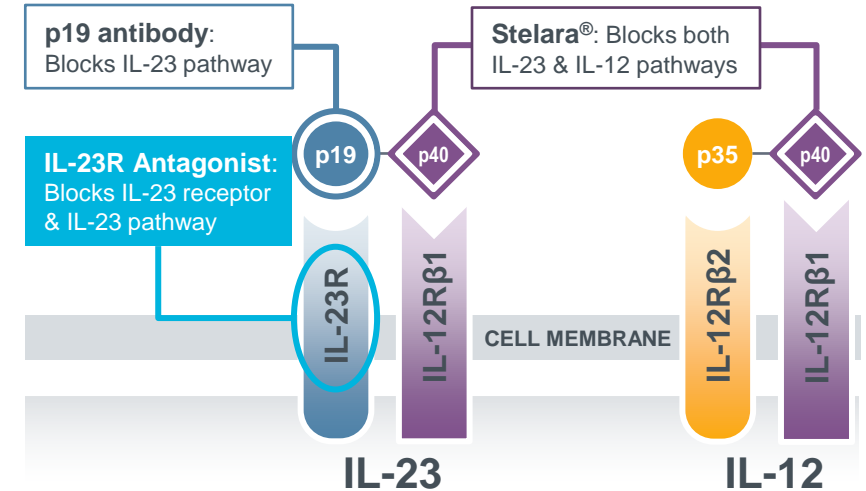 p19 antibody:
Blocks IL-23 pathway
Stelara®: Blocks both
IL-23 & IL-12 pathways
IL-23R Antagonist:
Blocks IL-23 receptor
& IL-23 pathway
p19
p40
p35
p40
IL-23R
IL-12Rβ1
CELL MEMBRANE
IL-12Rβ2
IL-12Rβ1
IL-23
IL-12